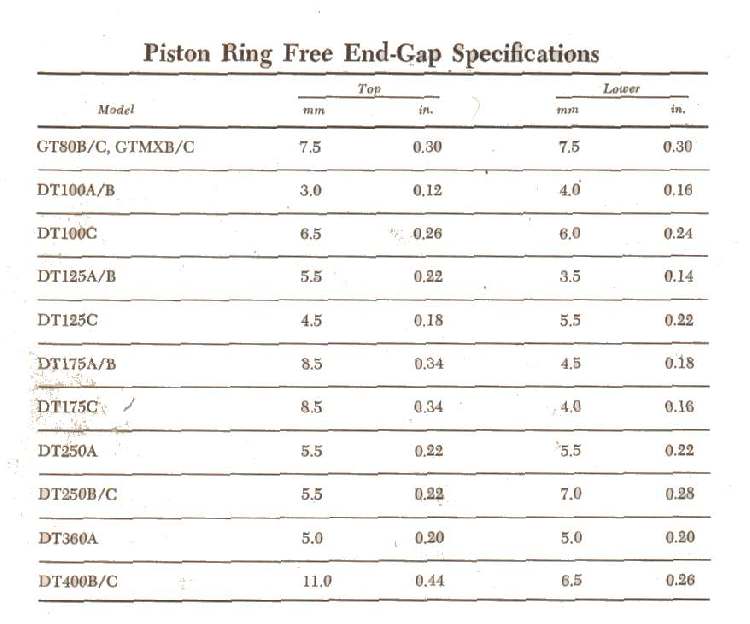 Piston Ring Free End-Gap Specifications
Top Lower
Model mm in. mm in.
GT80B/C, GTMXB/C 7.5 0.30 7.5 0.30
DT100A/B 3.0 0.12 4.0 0.16
DT100C 6.5 0.26 6.0 0.24
DT125A/B 5.5 0.22 3.5 0.14
DT125C 4.5 0.18 5.5 0.22
DT175A/B 8.5 0.34 4.5 0.18
DT175C 8.5 0.34 4.0 0.16
DT250A 5.5 0.22 5.5 0.22
DT250B/C 5.5 0.22 7.0 0.28
DT360A 5.0 0.20 5.0 0.20
DT400B/C 11.0 0.44 6.5 0.26